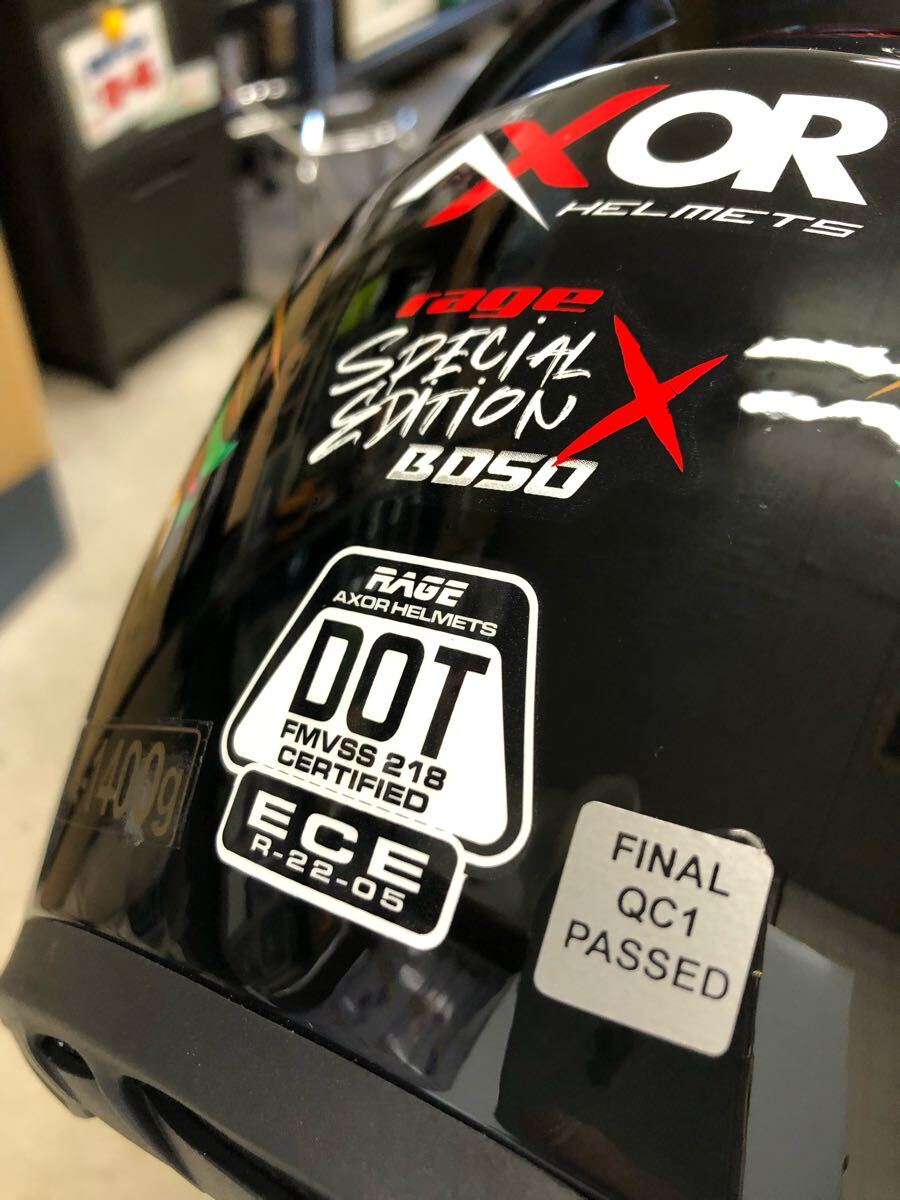 AXOR
HELMETS
rage
SPECIAL
EDITION X
BDSO
RAGE
AXOR HELMETS
DOT
FMVSS 218
CERTIFIED
ECE
R-22-05
1400g
FINAL
QC1
PASSED